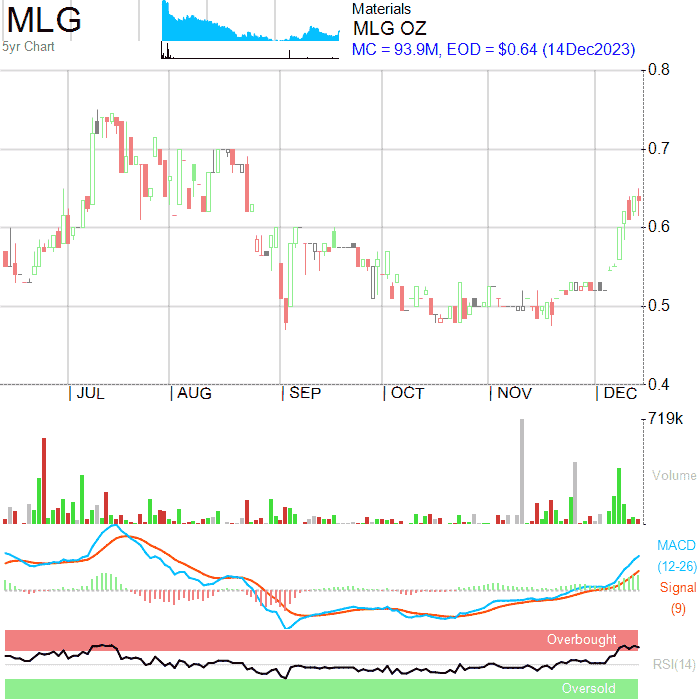 MLG
5yr Chart
Materials
MLG OZ
MC = 93.9M, EOD = $0.64 (14Dec2023)
0.8
0.7
0.6
0.5
0.4
JUL
AUG
SEP
OCT
NOV
DEC
719k
Volume
MACD
(12-26)
Signal
(9)
Overbought
RSI(14)
Oversold